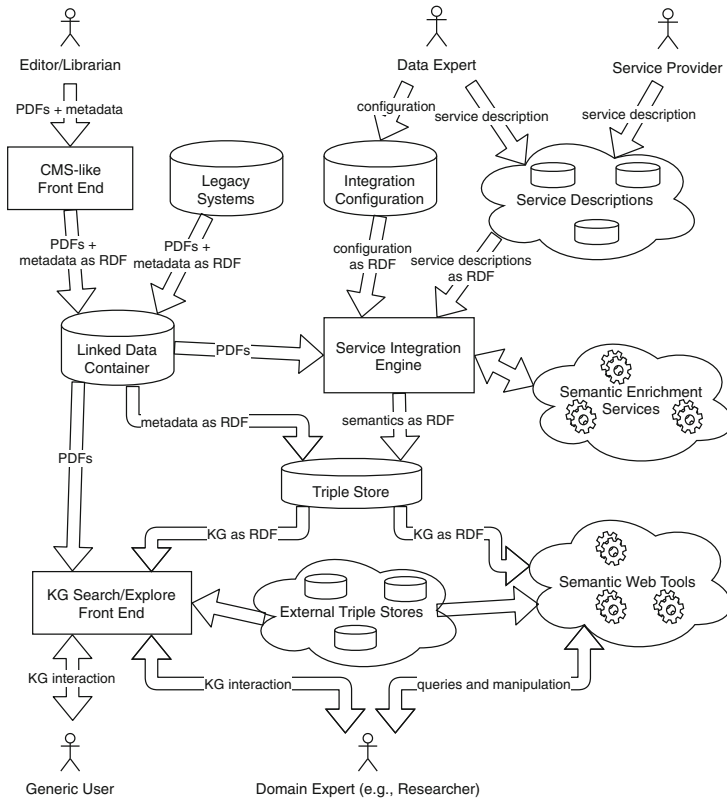 Editor/Librarian
Data Expert
Service Provider
PDFs + metadata
configuration
service description
service description
CMS-like
Front End
Legacy
Systems
Integration
Configuration
Service Descriptions
PDFs +
metadata as RDF
PDFs +
metadata as RDF
configuration
as RDF
service descriptions
as RDF
Linked Data
Container
PDFs
Service Integration
Engine
Semantic Enrichment
Services
metadata as RDF
semantics as RDF
PDFs
Triple Store
KG as RDF
KG as RDF
KG Search/Explore
Front End
External Triple Stores
Semantic Web Tools
KG interaction
KG interaction
queries and manipulation
Generic User
Domain Expert (e.g., Researcher)